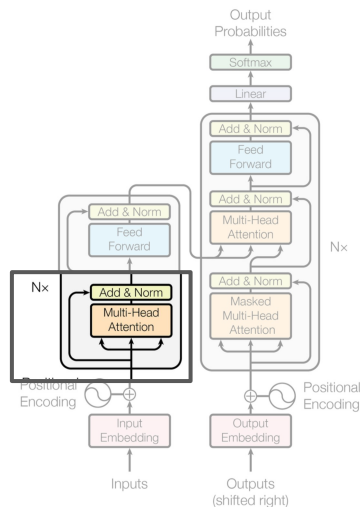 Output
Probabilities
Softmax
Linear
Add & Norm
Feed
Forward
Add & Norm
Multi-Head
Attention
Add & Norm
Masked
Multi-Head
Attention
N×
Add & Norm
Feed
Forward
N×
Add & Norm
Multi-Head
Attention
Positional
Encoding
Positional
Encoding
Input
Embedding
Output
Embedding
Inputs
Outputs
(shifted right)